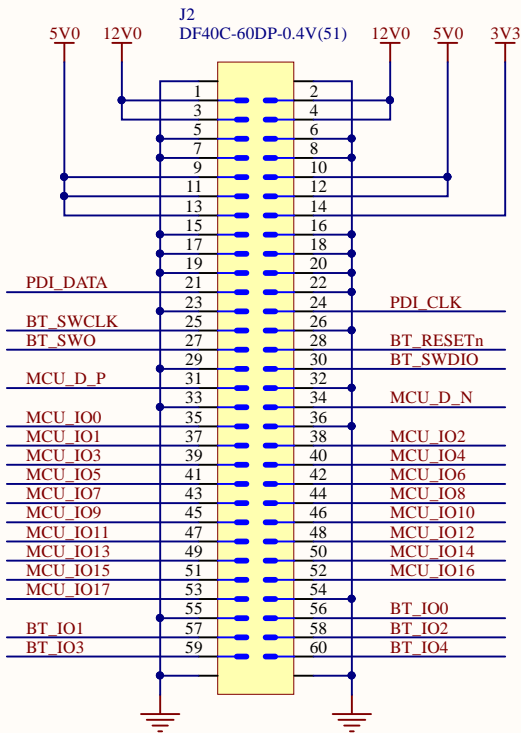 J2
5V0 12V0 DF40C-60DP-0.4V(51) 12V0 5V0 3V3
1 2
3 4
5 6
7 8
9 10
11 12
13 14
15 16
17 18
19 20
PDI_DATA 21 22
23 24 PDI_CLK
BT_SWCLK 25 26
BT_SWO 27 28 BT_RESETn
29 30 BT_SWDIO
MCU_D_P 31 32
33 34 MCU_D_N
MCU_IO0 35 36
MCU_IO1 37 38 MCU_IO2
MCU_IO3 39 40 MCU_IO4
MCU_IO5 41 42 MCU_IO6
MCU_IO7 43 44 MCU_IO8
MCU_IO9 45 46 MCU_IO10
MCU_IO11 47 48 MCU_IO12
MCU_IO13 49 50 MCU_IO14
MCU_IO15 51 52 MCU_IO16
MCU_IO17 53 54
55 56 BT_IO0
BT_IO1 57 58 BT_IO2
BT_IO3 59 60 BT_IO4